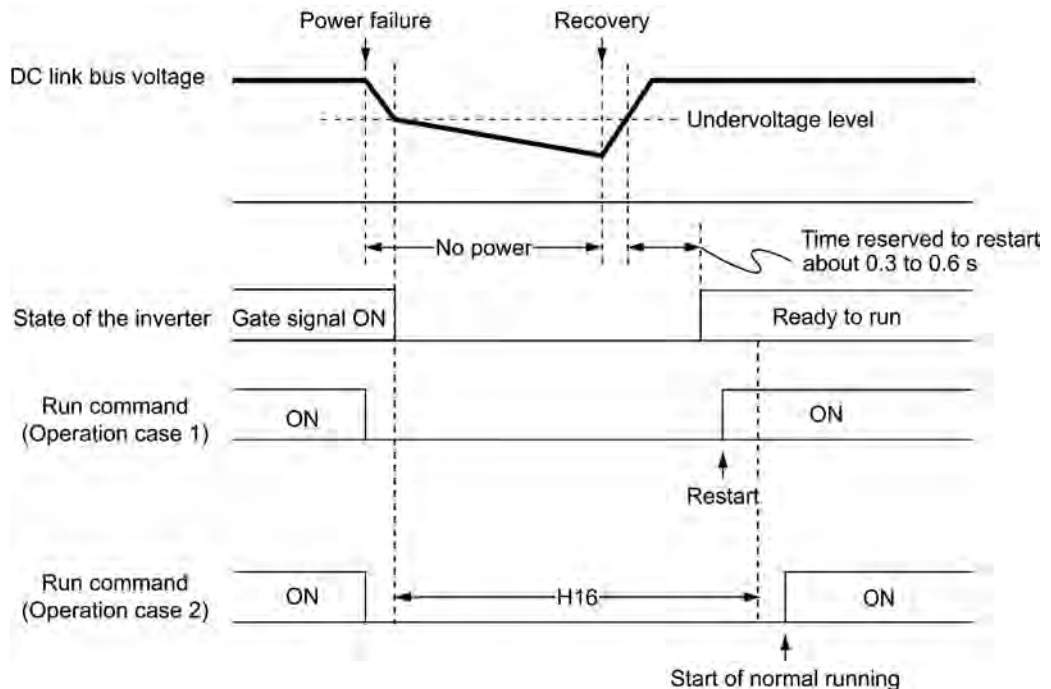 Power failure
Recovery
DC link bus voltage
Undervoltage level
No power
Time reserved to restart
about 0.3 to 0.6 s
State of the inverter
Gate signal ON
Ready to run
Run command
(Operation case 1)
ON
ON
Restart
Run command
(Operation case 2)
ON
H16
ON
Start of normal running